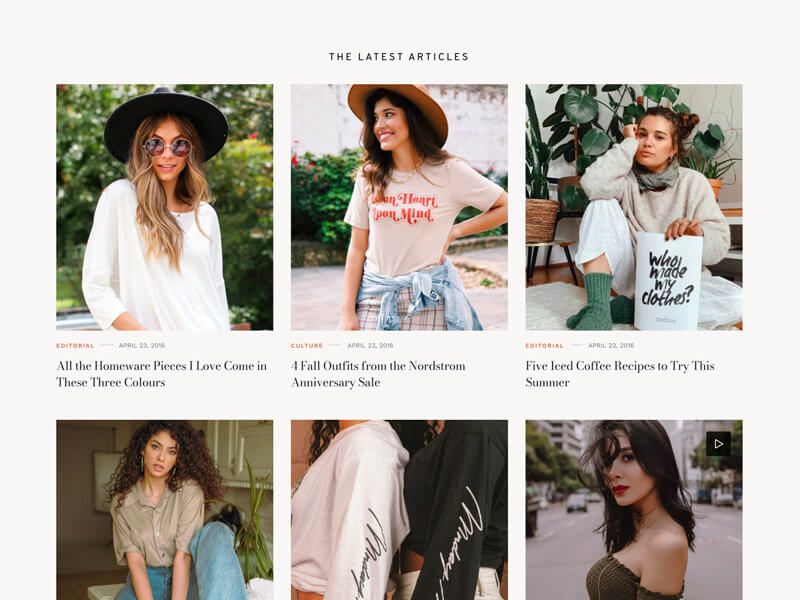 THE LATEST ARTICLES
Open Heart
Open Mind.
who
made
my
clothes?
EDITORIAL — APRIL 23, 2016
CULTURE — APRIL 23, 2016
EDITORIAL — APRIL 23, 2016
All the Homeware Pieces I Love Come in
These Three Colours
4 Fall Outfits from the Nordstrom
Anniversary Sale
Five Iced Coffee Recipes to Try This
Summer